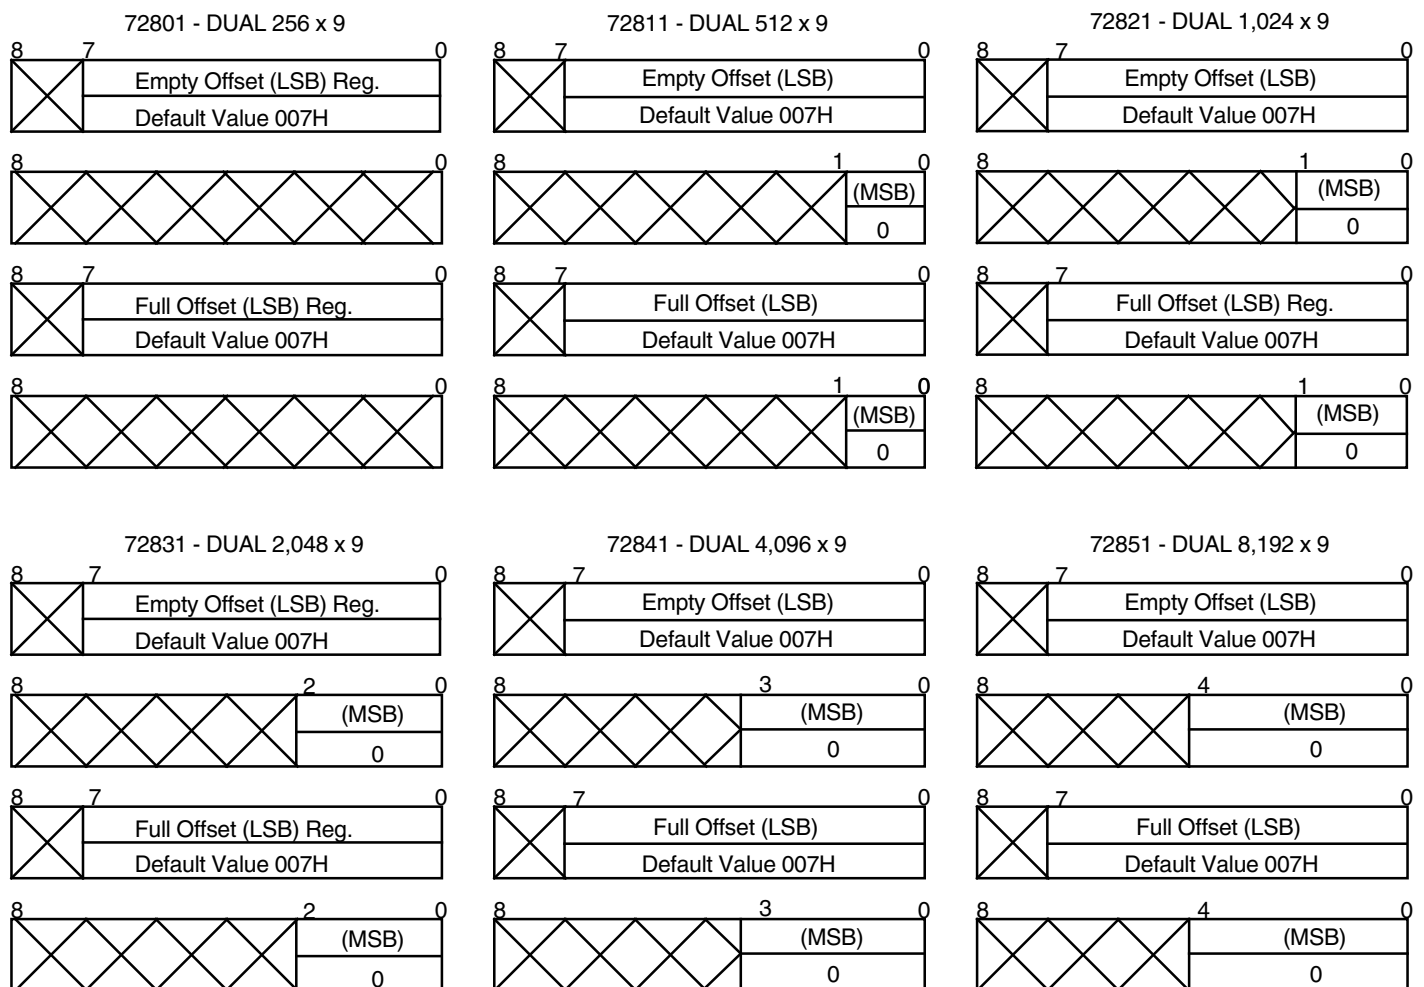 72801 - DUAL 256 x 9
8 7 0
Empty Offset (LSB) Reg.
Default Value 007H
8 0
8 7 0
Full Offset (LSB) Reg.
Default Value 007H
8 0
72811 - DUAL 512 x 9
8 7 0
Empty Offset (LSB)
Default Value 007H
8 1 0
(MSB)
0
8 7 0
Full Offset (LSB)
Default Value 007H
8 1 0
(MSB)
0
72821 - DUAL 1,024 x 9
8 7 0
Empty Offset (LSB)
Default Value 007H
8 1 0
(MSB)
0
8 7 0
Full Offset (LSB) Reg.
Default Value 007H
8 1 0
(MSB)
0
72831 - DUAL 2,048 x 9
8 7 0
Empty Offset (LSB) Reg.
Default Value 007H
8 2 0
(MSB)
0
8 7 0
Full Offset (LSB) Reg.
Default Value 007H
8 2 0
(MSB)
0
72841 - DUAL 4,096 x 9
8 7 0
Empty Offset (LSB)
Default Value 007H
8 3 0
(MSB)
0
8 7 0
Full Offset (LSB)
Default Value 007H
8 3 0
(MSB)
0
72851 - DUAL 8,192 x 9
8 7 0
Empty Offset (LSB)
Default Value 007H
8 4 0
(MSB)
0
8 7 0
Full Offset (LSB)
Default Value 007H
8 4 0
(MSB)
0